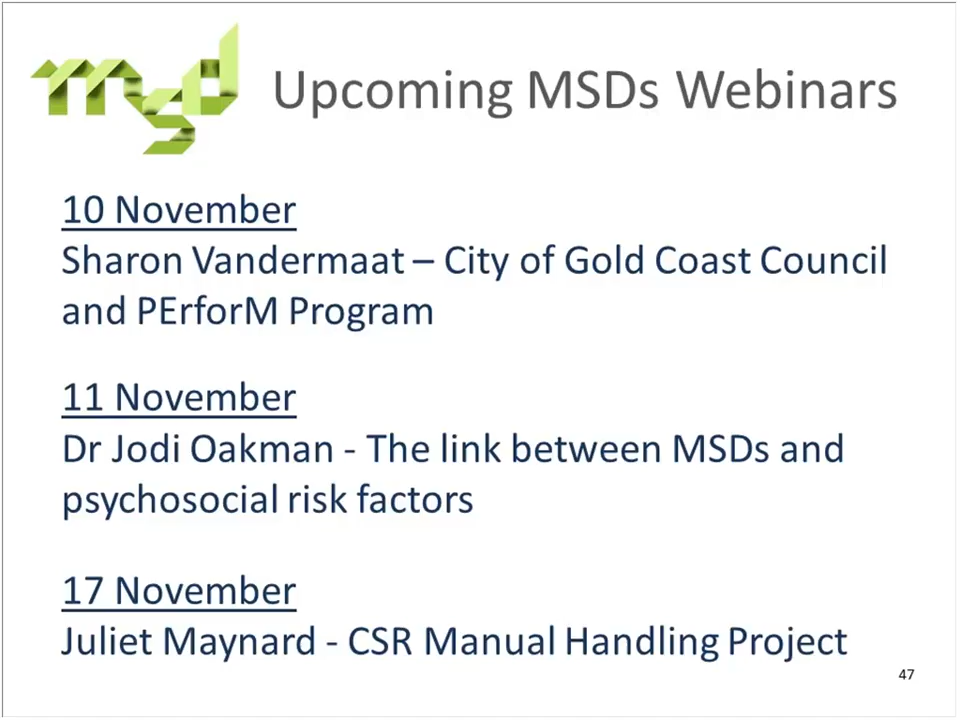 msd
Upcoming MSDs Webinars
10 November
Sharon Vandermaat – City of Gold Coast Council
and PErforM Program
11 November
Dr Jodi Oakman - The link between MSDs and
psychosocial risk factors
17 November
Juliet Maynard - CSR Manual Handling Project
47